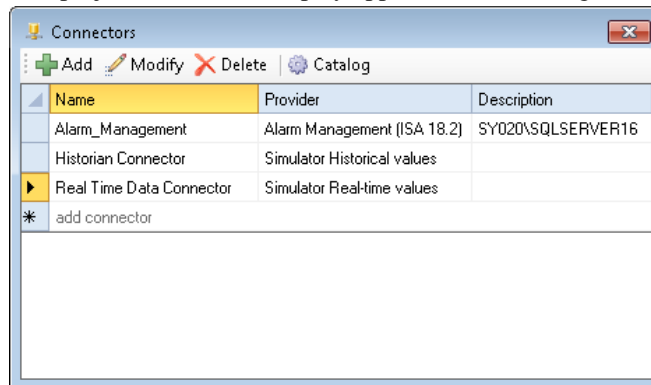 Connectors
Add Modify Delete Catalog
Name Provider Description
Alarm_Management Alarm Management (ISA 18.2) SY020\SQLSERVER16
Historian Connector Simulator Historical values
Real Time Data Connector Simulator Real-time values
add connector